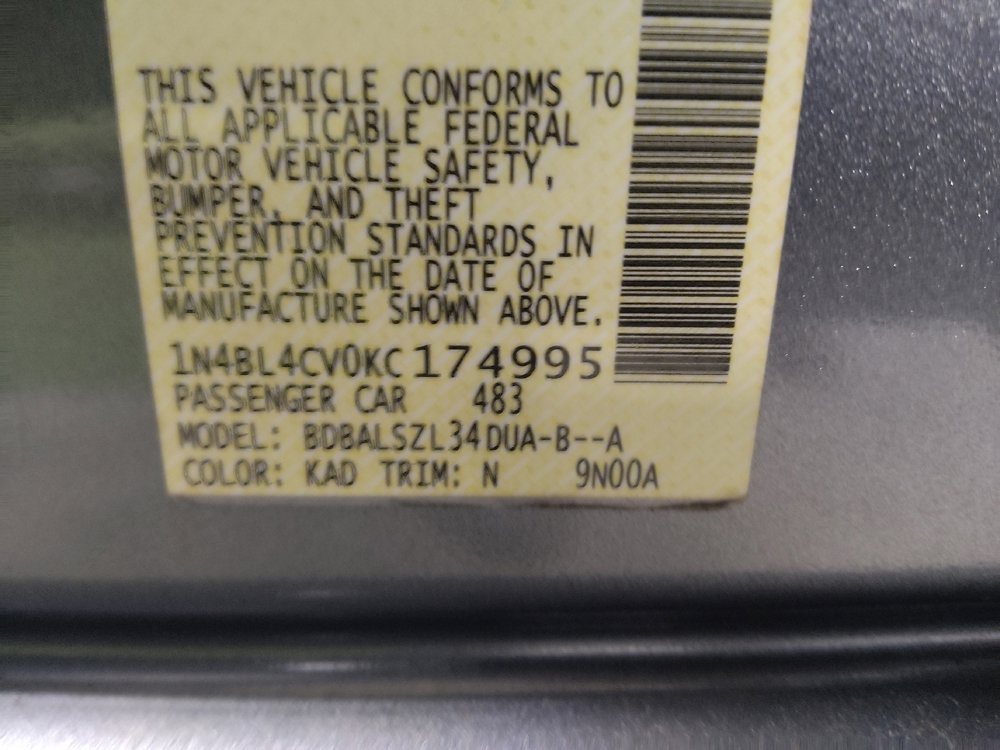 THIS VEHICLE CONFORMS TO
ALL APPLICABLE FEDERAL
MOTOR VEHICLE SAFETY,
BUMPER, AND THEFT
PREVENTION STANDARDS IN
EFFECT ON THE DATE OF
MANUFACTURE SHOWN ABOVE.
1N4BL4CV0KC174995
PASSENGER CAR 483
MODEL: BDBALSZL34DUA-B--A
COLOR: KAD TRIM: N 9N00A